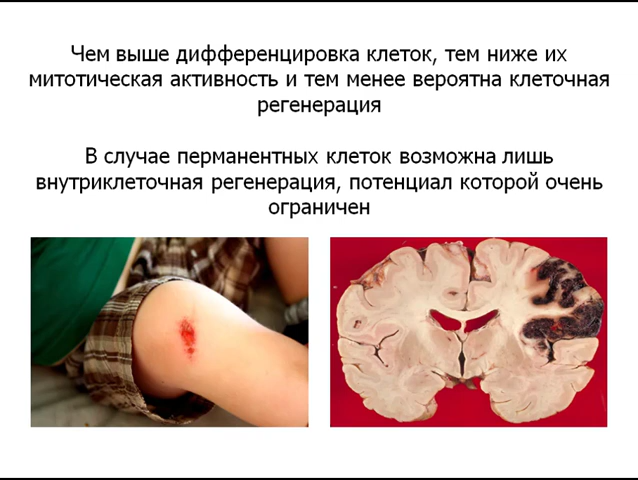 Чем выше дифференцировка клеток, тем ниже их
митотическая активность и тем менее вероятна клеточная
регенерация
В случае перманентных клеток возможна лишь
внутриклеточная регенерация, потенциал которой очень
ограничен